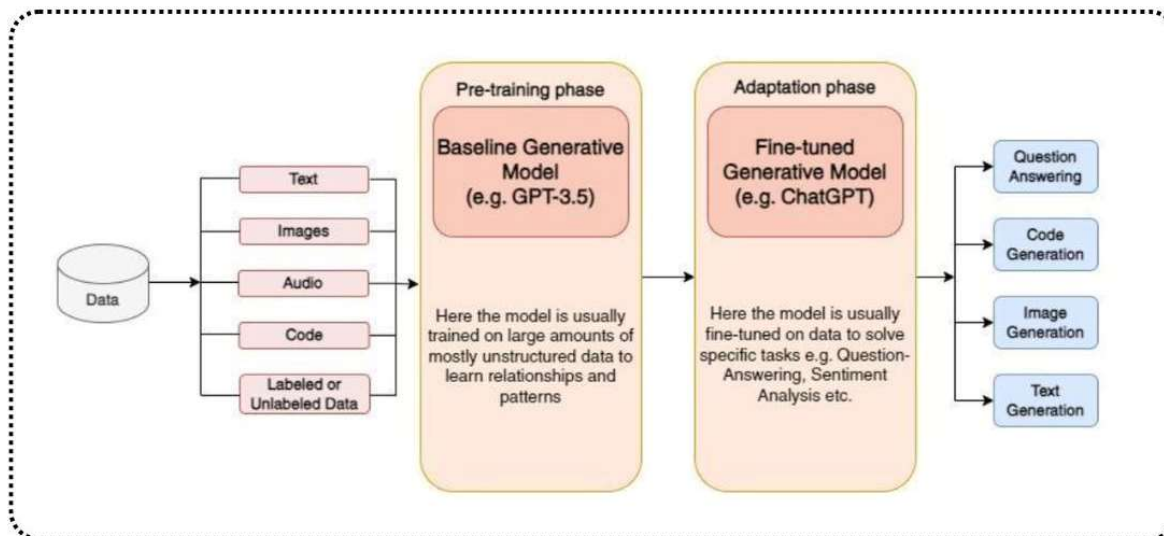 Data
Text
Images
Audio
Code
Labeled or
Unlabeled Data
Pre-training phase
Baseline Generative
Model
(e.g. GPT-3.5)
Here the model is usually
trained on large amounts of
mostly unstructured data to
learn relationships and
patterns
Adaptation phase
Fine-tuned
Generative Model
(e.g. ChatGPT)
Here the model is usually
fine-tuned on data to solve
specific tasks e.g. Question-
Answering, Sentiment
Analysis etc.
Question
Answering
Code
Generation
Image
Generation
Text
Generation